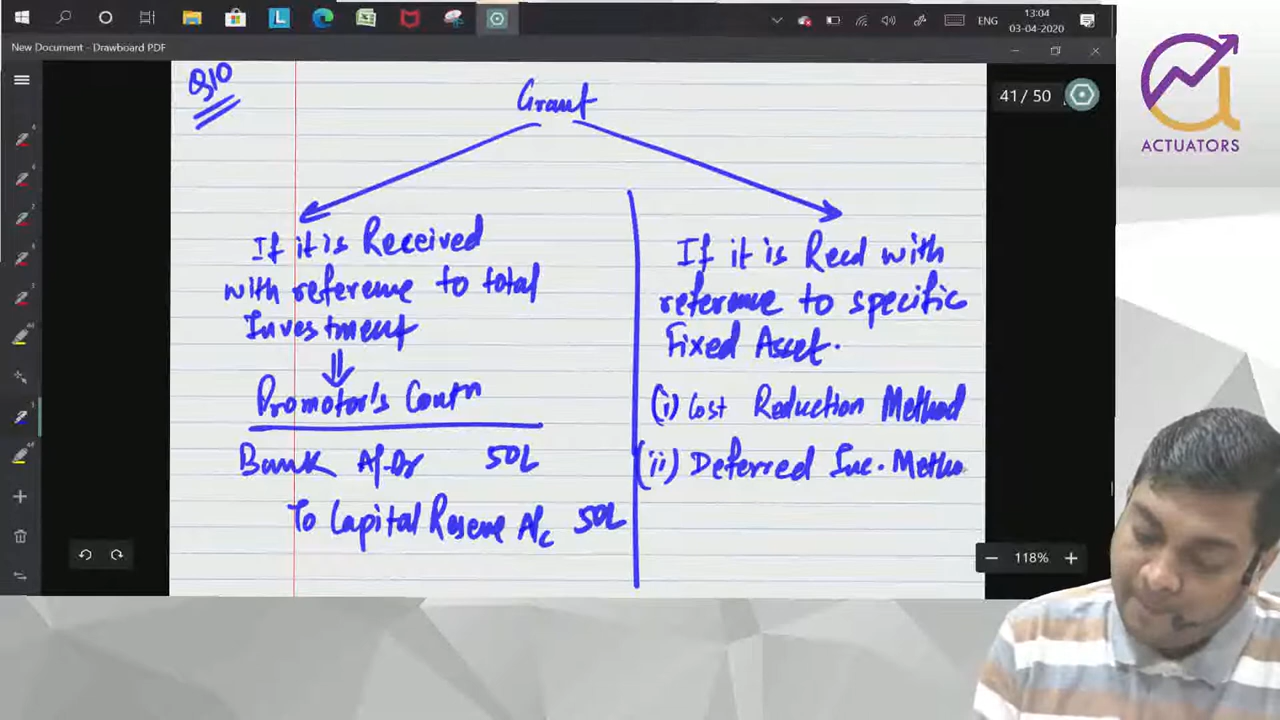 ENG
13:04
03-04-2020
New Document - Drawboard PDF
Q10
Grant
41 / 50
ACTUATORS
If it is Received
with reference to total
Investment
⇓
Promotor's Contn
Bank A/c Dr 50L
To Capital Reserve A/c 50L
If it is Recd with
reference to specific
Fixed Asset.
(i) Cost Reduction Method
(ii) Deferred Inc. Metho
118%